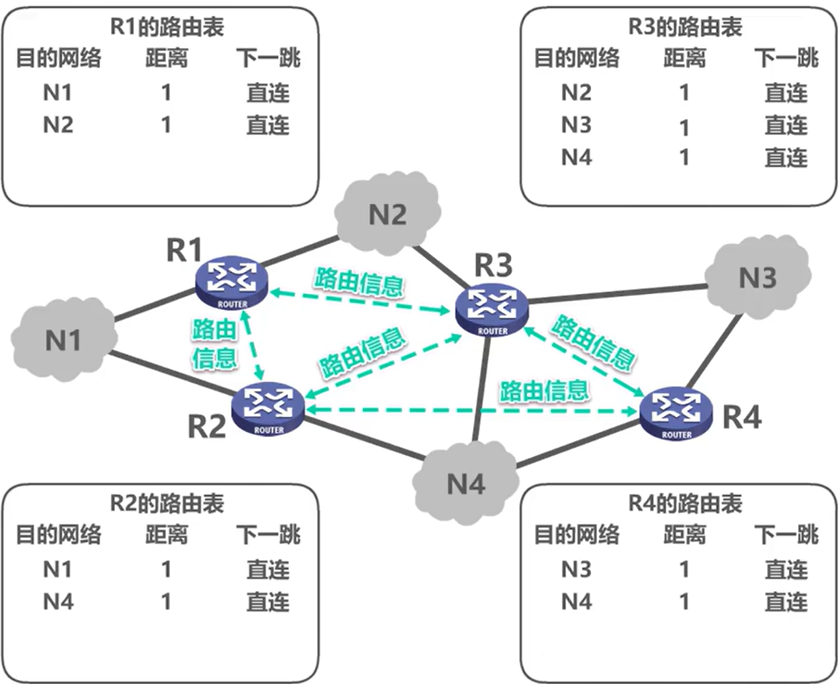 R1的路由表
目的网络 距离 下一跳
N1 1 直连
N2 1 直连
R3的路由表
目的网络 距离 下一跳
N2 1 直连
N3 1 直连
N4 1 直连
N2
R1
ROUTER
路由信息
R3
ROUTER
N3
N1
路由
信息
路由信息
路由信息
路由信息
R2
ROUTER
R4
ROUTER
N4
R2的路由表
目的网络 距离 下一跳
N1 1 直连
N4 1 直连
R4的路由表
目的网络 距离 下一跳
N3 1 直连
N4 1 直连